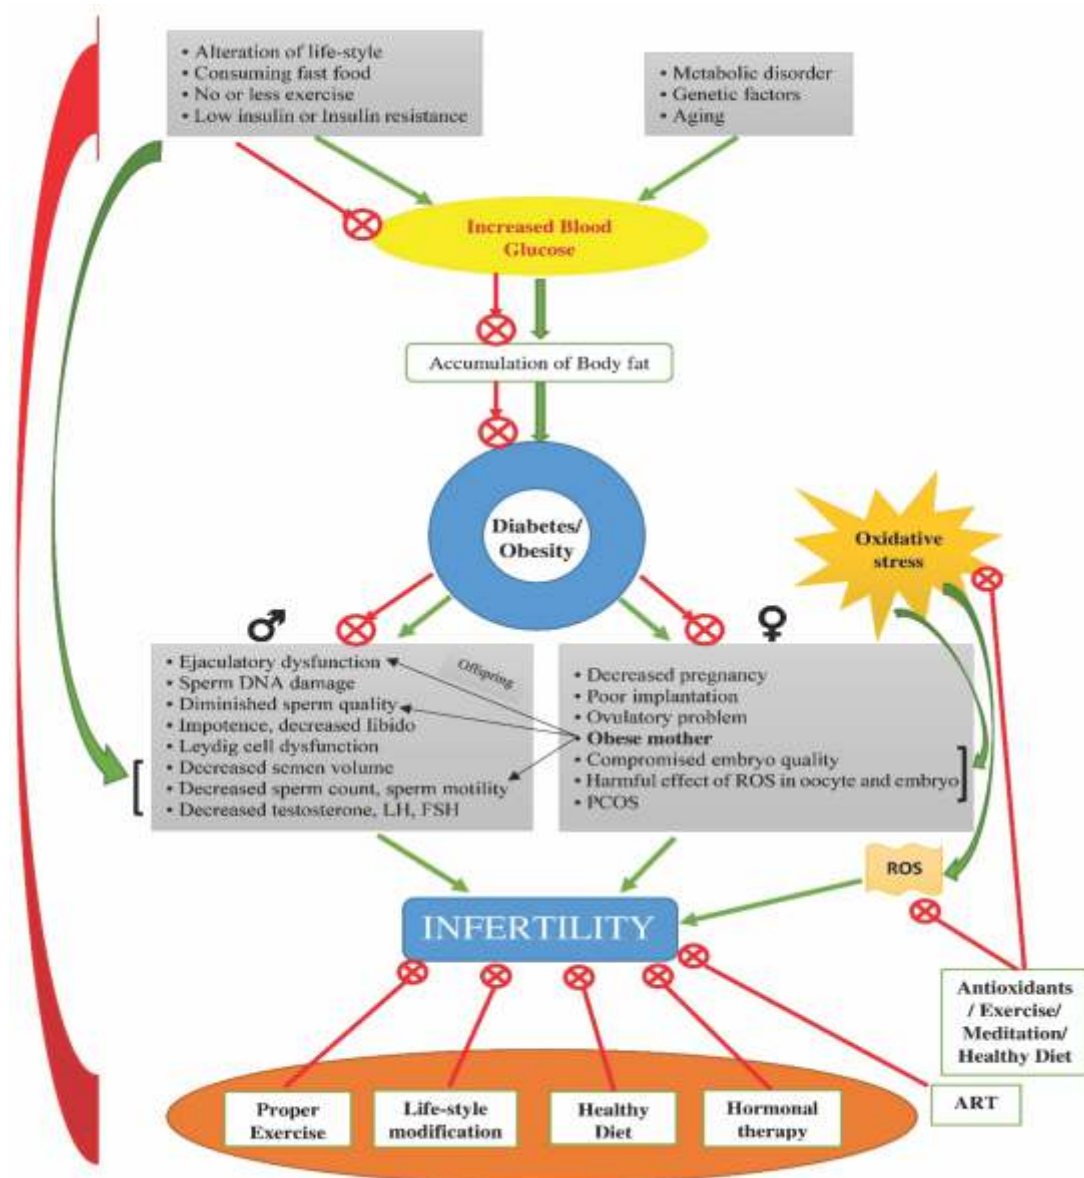 • Alteration of life-style
• Consuming fast food
• No or less exercise
• Low insulin or Insulin resistance
• Metabolic disorder
• Genetic factors
• Aging
Increased Blood
Glucose
Accumulation of Body fat
Diabetes/
Obesity
Oxidative
stress
♂
♀
• Ejaculatory dysfunction
• Sperm DNA damage
• Diminished sperm quality
• Impotence, decreased libido
• Leydig cell dysfunction
• Decreased semen volume
• Decreased sperm count, sperm motility
• Decreased testosterone, LH, FSH
Offspring
• Decreased pregnancy
• Poor implantation
• Ovulatory problem
• Obese mother
• Compromised embryo quality
• Harmful effect of ROS in oocyte and embryo
• PCOS
ROS
INFERTILITY
Antioxidants
/ Exercise/
Meditation/
Healthy Diet
ART
Proper
Exercise
Life-style
modification
Healthy
Diet
Hormonal
therapy